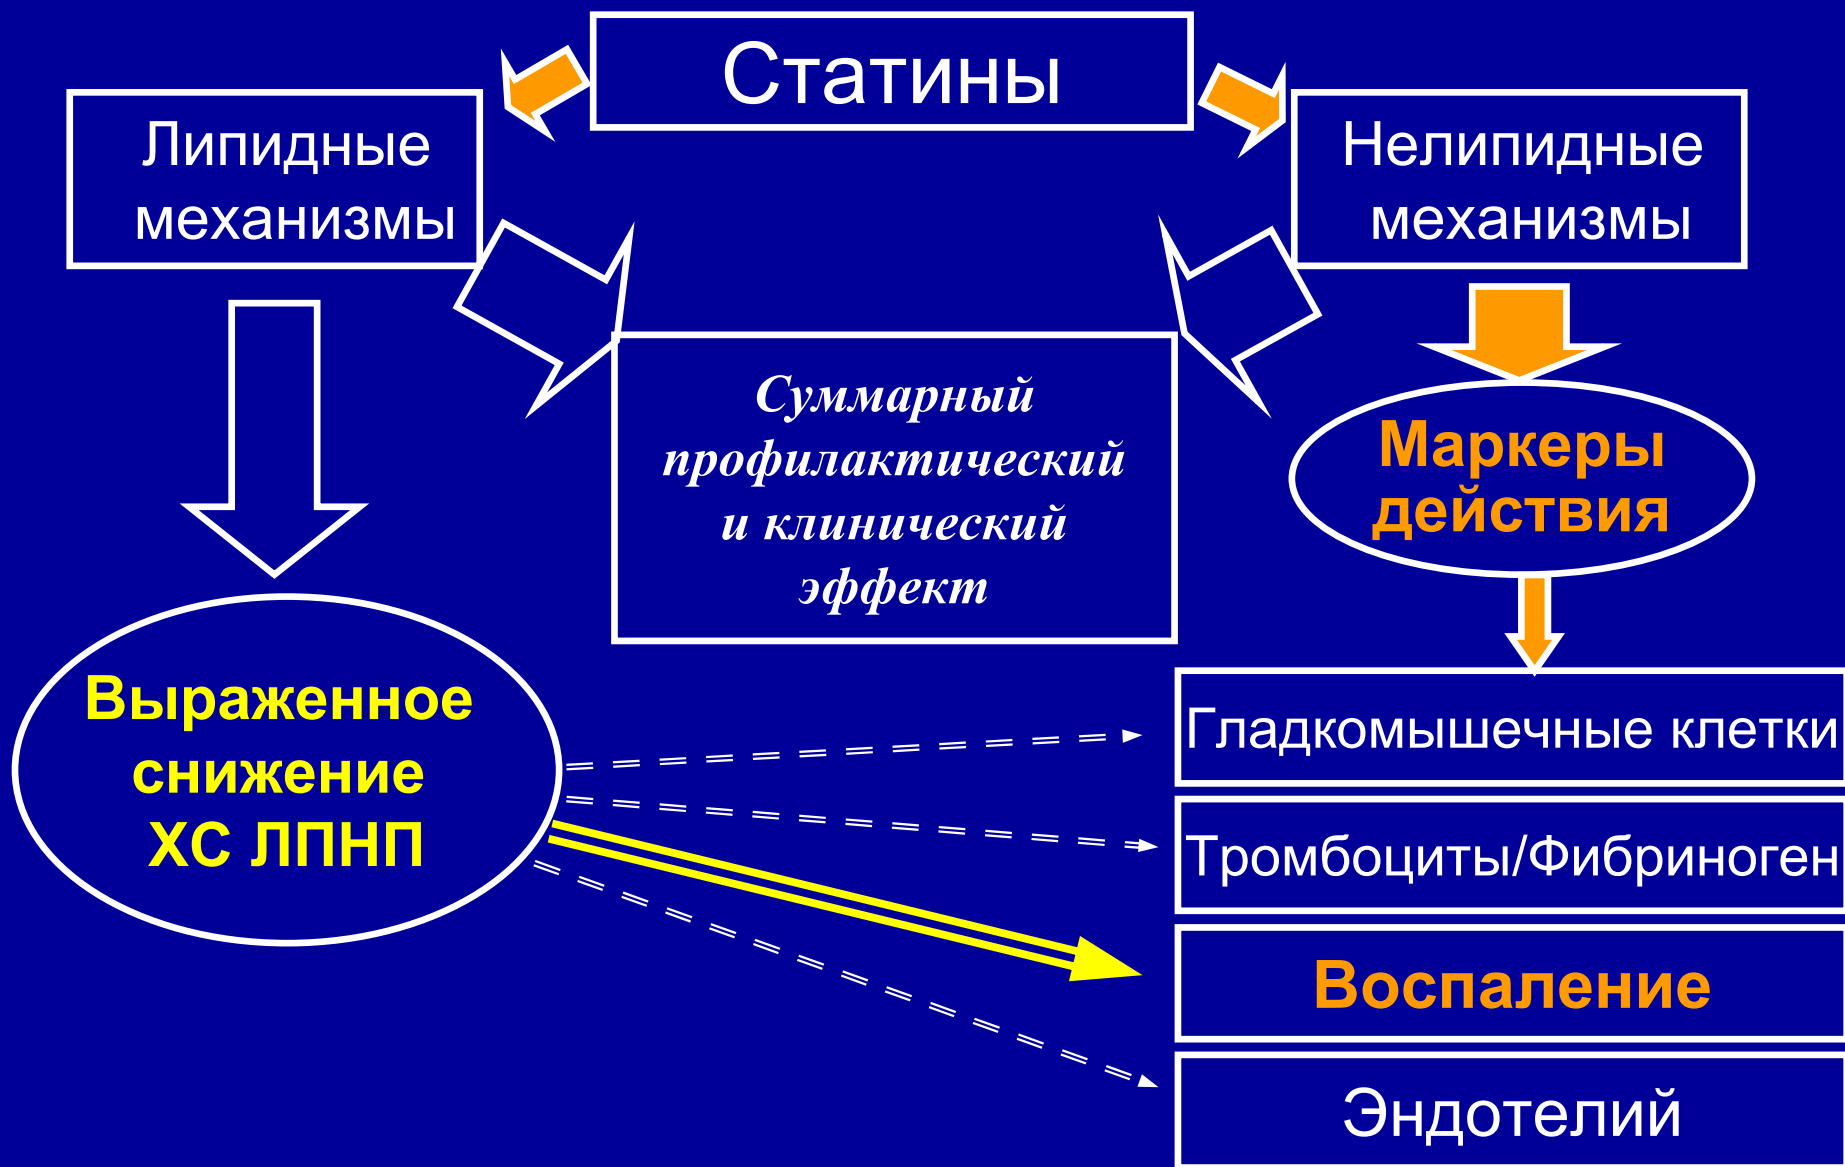 Статины
Липидные
механизмы
Нелипидные
механизмы
Суммарный
профилактический
и клинический
эффект
Маркеры
действия
Выраженное
снижение
ХС ЛПНП
Гладкомышечные клетки
Тромбоциты/Фибриноген
Воспаление
Эндотелий